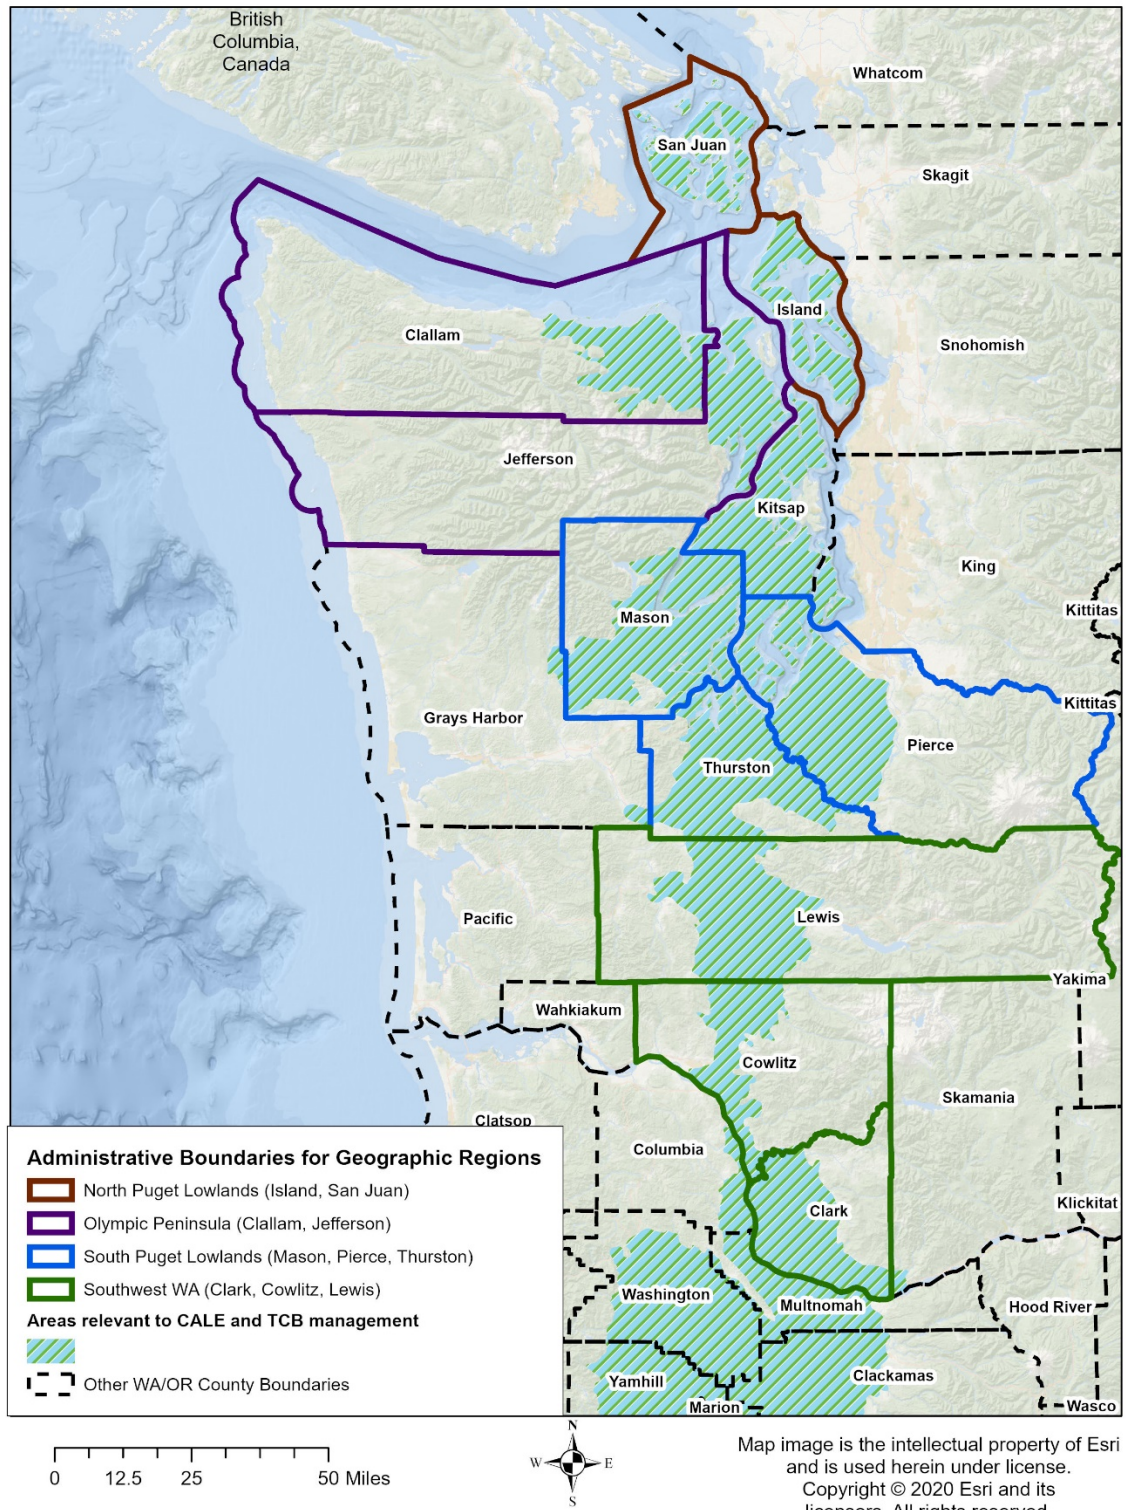 British
Columbia,
Canada
Whatcom
San Juan
Skagit
Island
Clallam
Snohomish
Jefferson
Kitsap
King
Kittitas
Mason
Kittitas
Grays Harbor
Pierce
Thurston
Pacific
Lewis
Yakima
Wahkiakum
Cowlitz
Skamania
Clatsop
Columbia
Klickitat
Clark
Washington
Multnomah
Hood River
Yamhill
Clackamas
Marion
Wasco
Administrative Boundaries for Geographic Regions
North Puget Lowlands (Island, San Juan)
Olympic Peninsula (Clallam, Jefferson)
South Puget Lowlands (Mason, Pierce, Thurston)
Southwest WA (Clark, Cowlitz, Lewis)
Areas relevant to CALE and TCB management
Other WA/OR County Boundaries
0 12.5 25 50 Miles
N
W E
S
Map image is the intellectual property of Esri
and is used herein under license.
Copyright © 2020 Esri and its
licensors. All rights reserved.